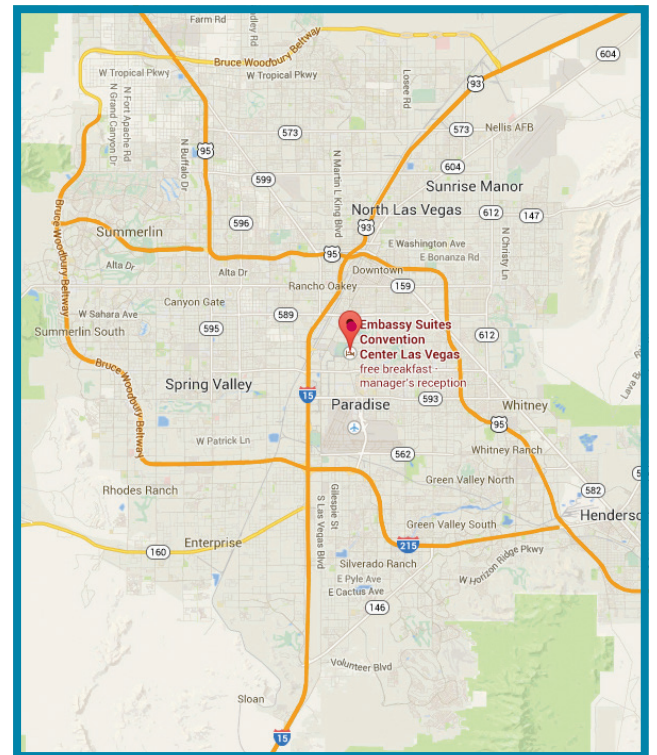 Farm Rd
Bruce Woodbury Beltway
604
W Tropical Pkwy
W Tropical Pkwy
Losee Rd
93
N Fort Apache Rd
N Grand Canyon Dr
573
573
Nellis AFB
N Buffalo Dr
95
N Martin L King Blvd
604
599
Sunrise Manor
North Las Vegas
612
147
596
93
Summerlin
Bruce Woodbury Beltway
E Washington Ave
N Christy Ln
95
E Bonanza Rd
Alta Dr
Alta Dr
Downtown
Rancho Oakey
159
Canyon Gate
W Sahara Ave
589
Summerlin South
595
Embassy Suites
Convention
Center Las Vegas
free breakfast -
manager's reception
612
Bruce Woodbury Beltway
Spring Valley
15
Paradise
593
Whitney
95
W Patrick Ln
562
Whitney Ranch
Green Valley North
Rhodes Ranch
Gillespie St
S Las Vegas Blvd
582
Henderso
Green Valley South
Enterprise
160
215
Silverado Ranch
W Horizon Ridge Pkwy
E Pyle Ave
E Cactus Ave
146
Volunteer Blvd
Sloan
15